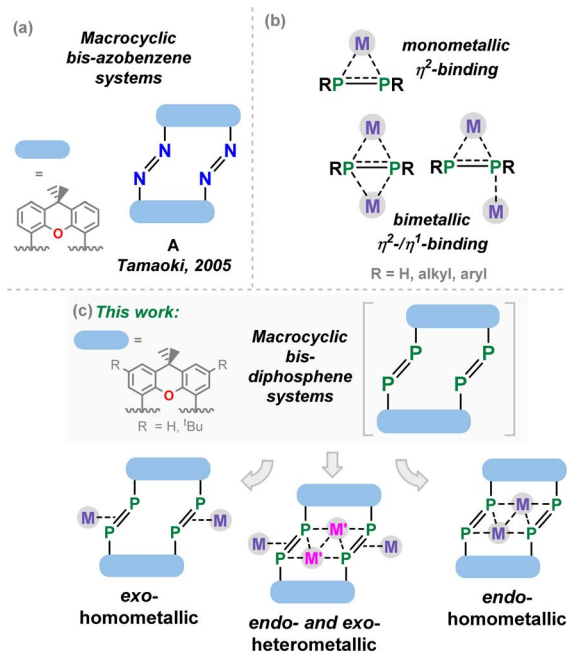 (a)
Macrocyclic
bis-azobenzene
systems
=
O
N
N
N
N
A
Tamaoki, 2005
(b)
M
RP PR
monometallic
η²-binding
M
RP PR
M
M
RP PR
M
bimetallic
η²-/η¹-binding
R = H, alkyl, aryl
(c) This work:
=
R R
O
R = H, ᵗBu
Macrocyclic
bis-
diphosphene
systems
P P
P P
M P P M
P P
exo-
homometallic
P M' P
M M
P M' P
endo- and exo-
heterometallic
P M P
P M P
endo-
homometallic